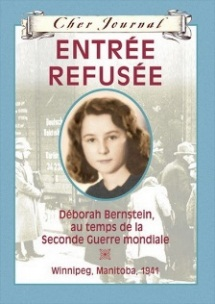 Cher Journal
ENTRÉE
REFUSÉE
Déborah Bernstein,
au temps de la
Seconde Guerre mondiale
Winnipeg, Manitoba, 1941